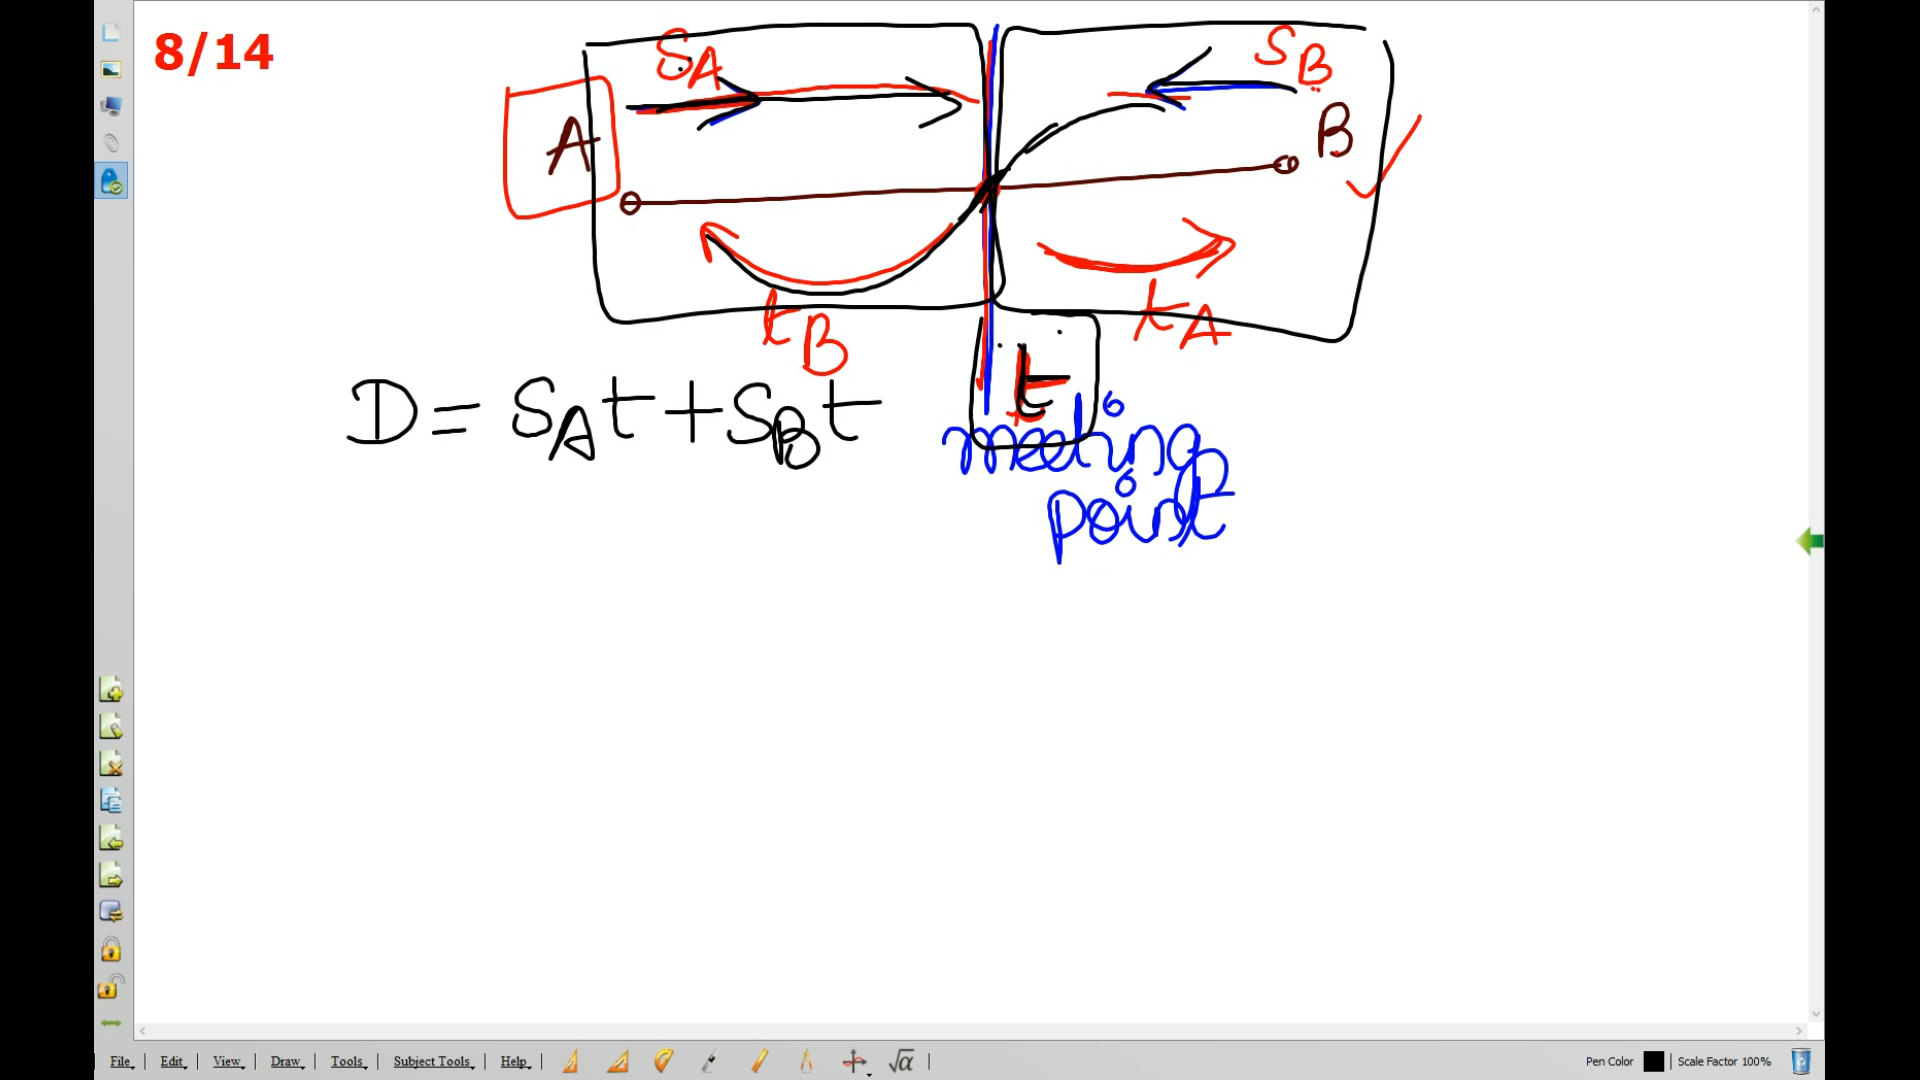 8/14
SA
SB
A
B
tB
tA
t
D = SAt + SBt
meeting
point
File
Edit
View
Draw
Tools
Subject Tools
Help
√α
Pen Color
Scale Factor 100%